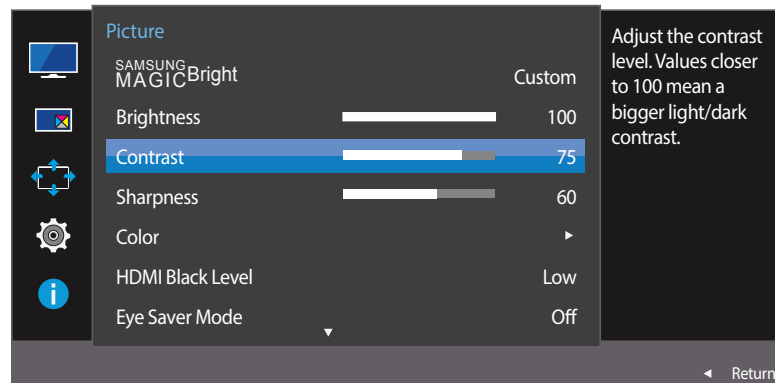 Picture
SAMSUNG
MAGICBright Custom
Brightness 100
Contrast 75
Sharpness 60
Color
HDMI Black Level Low
Eye Saver Mode Off
Adjust the contrast
level. Values closer
to 100 mean a
bigger light/dark
contrast.
Return